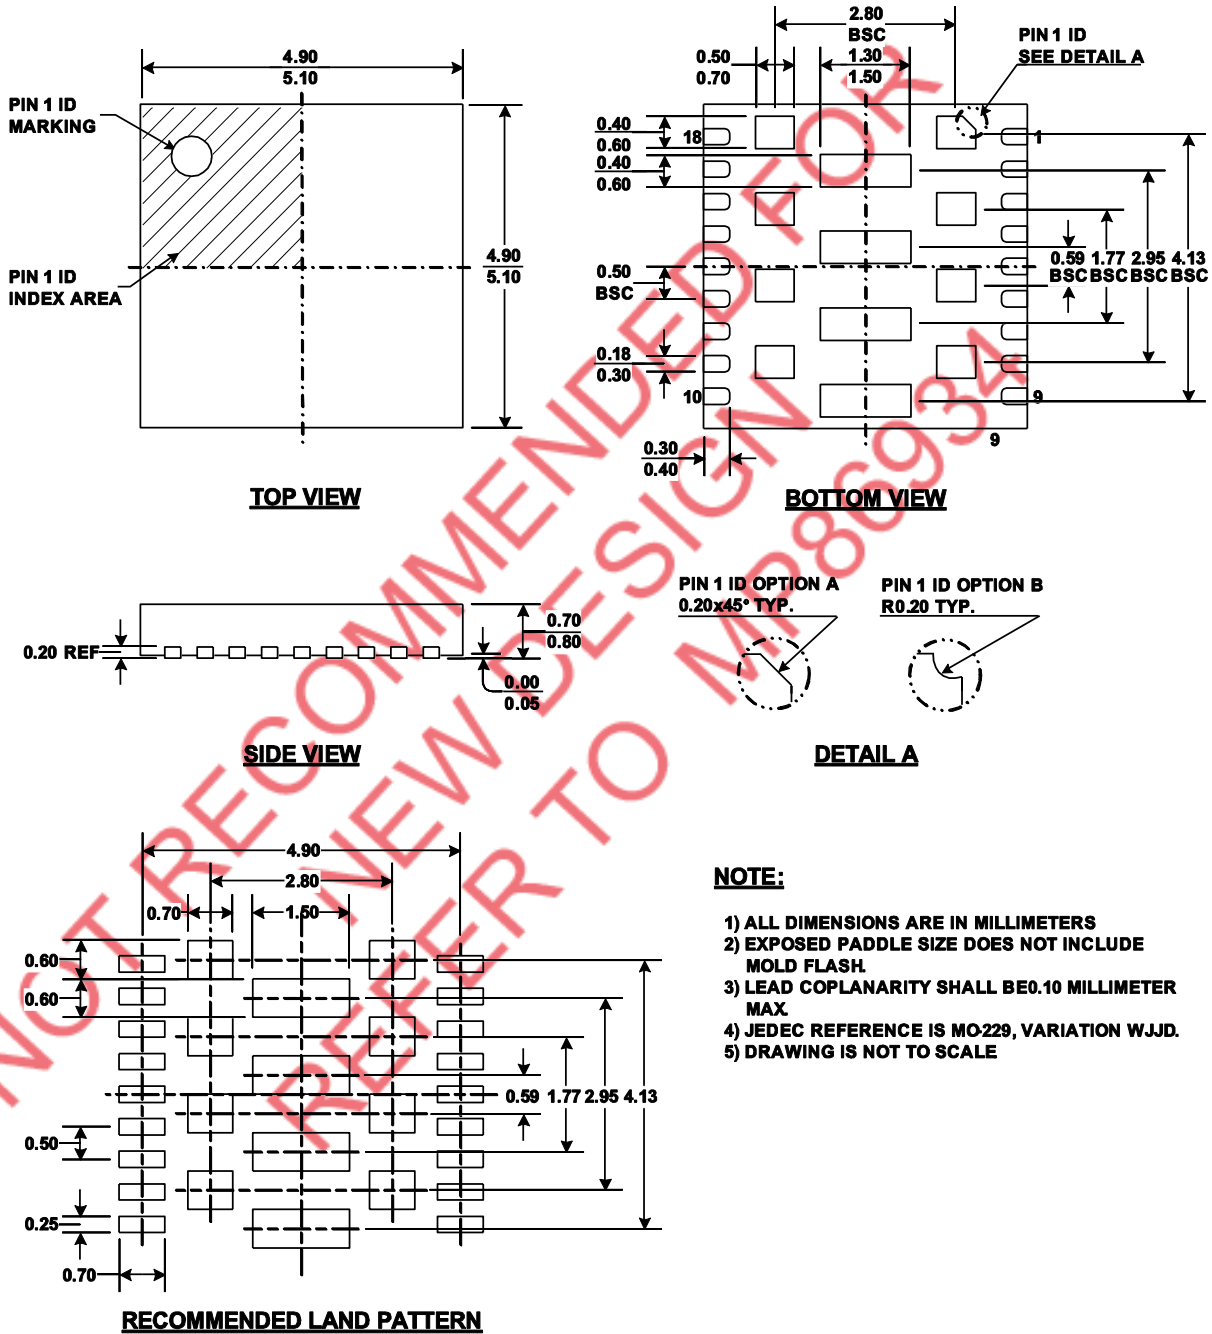 4.90
5.10
PIN 1 ID
MARKING
PIN 1 ID
INDEX AREA
4.90
5.10
TOP VIEW
2.80
BSC
0.50
0.70
1.30
1.50
PIN 1 ID
SEE DETAIL A
0.40
0.60
0.40
0.60
18
1
0.50
BSC
0.59 1.77 2.95 4.13
BSC BSC BSC BSC
0.18
0.30
10
9
9
0.30
0.40
BOTTOM VIEW
0.20 REF
0.70
0.80
0.00
0.05
SIDE VIEW
PIN 1 ID OPTION A
0.20x45° TYP.
PIN 1 ID OPTION B
R0.20 TYP.
DETAIL A
4.90
2.80
0.70
1.50
0.60
0.60
0.59 1.77 2.95 4.13
0.50
0.25
0.70
RECOMMENDED LAND PATTERN
NOTE:
1) ALL DIMENSIONS ARE IN MILLIMETERS
2) EXPOSED PADDLE SIZE DOES NOT INCLUDE
MOLD FLASH.
3) LEAD COPLANARITY SHALL BE0.10 MILLIMETER
MAX.
4) JEDEC REFERENCE IS MO-229, VARIATION WJJD.
5) DRAWING IS NOT TO SCALE
NOT RECOMMENDED FOR
NEW DESIGN
REFER TO MP86934